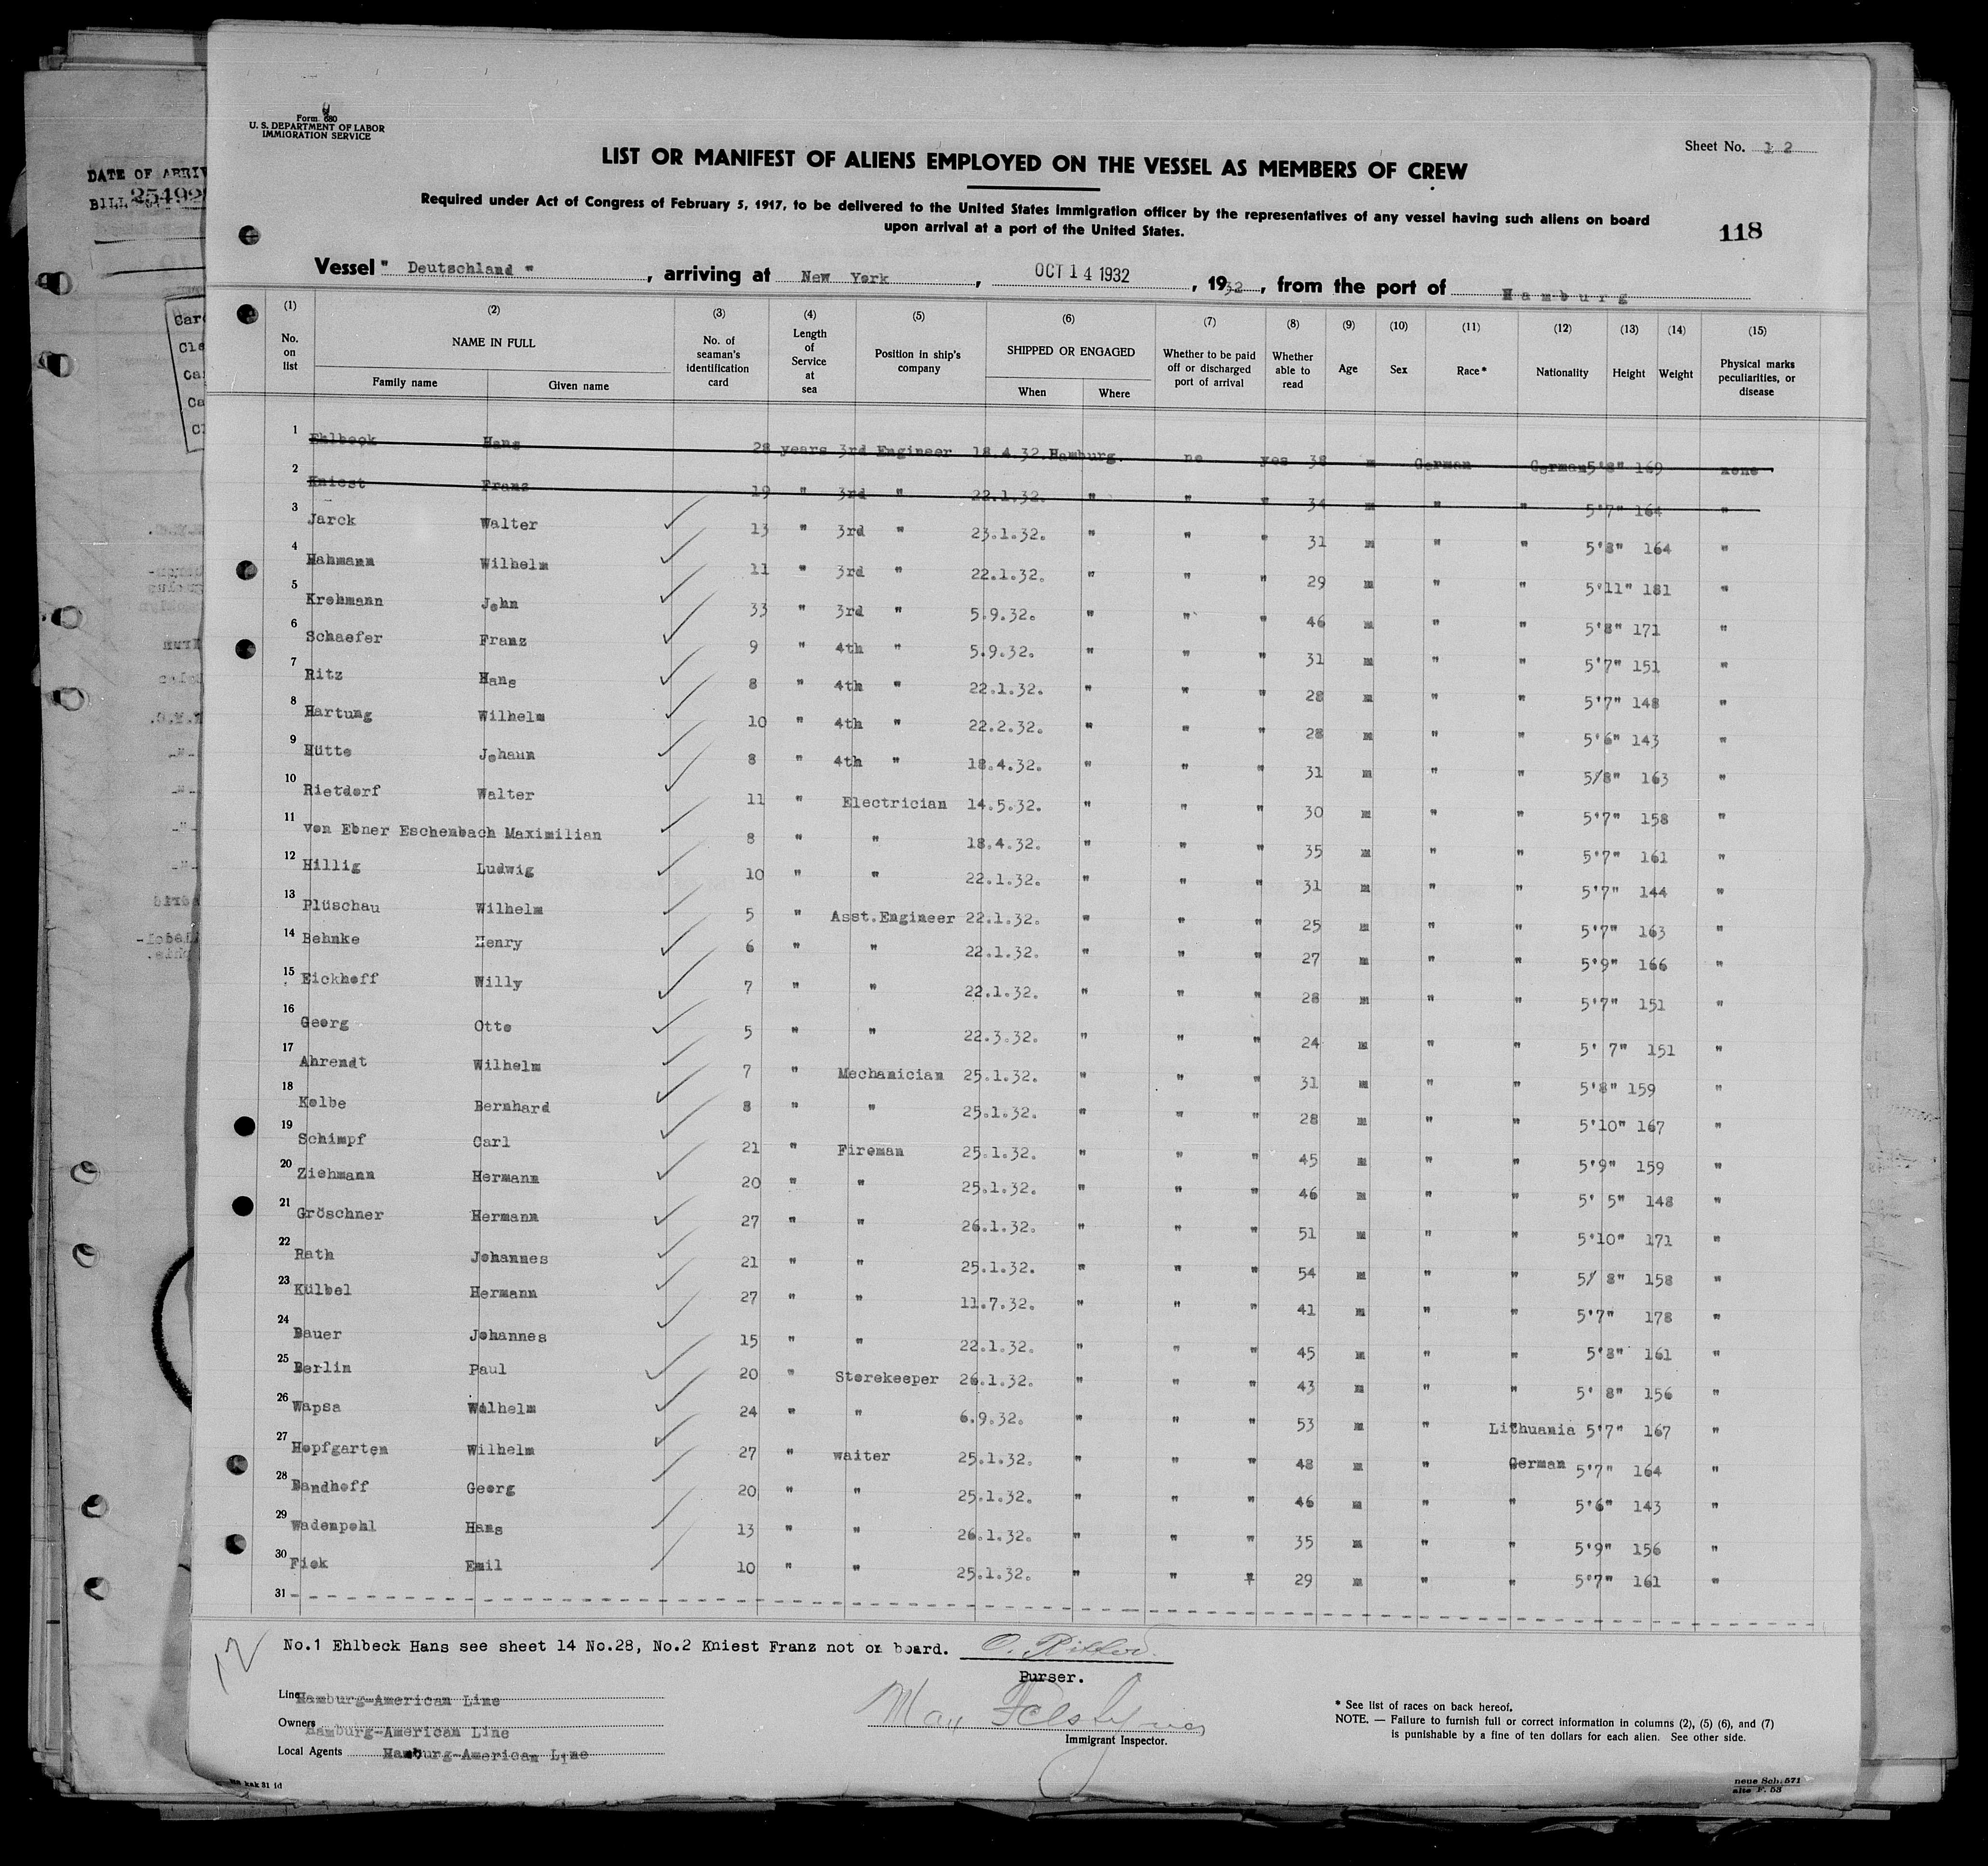 Form 680
U. S. DEPARTMENT OF LABOR
IMMIGRATION SERVICE
Sheet No. 12
LIST OR MANIFEST OF ALIENS EMPLOYED ON THE VESSEL AS MEMBERS OF CREW
Required under Act of Congress of February 5, 1917, to be delivered to the United States immigration officer by the representatives of any vessel having such aliens on board
upon arrival at a port of the United States.
118
DATE OF ARRIV
BILL 25492
Vessel " Deutschland ", arriving at New York, OCT 14 1932, 1932, from the port of Hamburg
(1) (2) (3) (4) (5) (6) (7) (8) (9) (10) (11) (12) (13) (14) (15)
No. on list NAME IN FULL Family name Given name No. of seaman's identification card Length of Service at sea Position in ship's company SHIPPED OR ENGAGED When Where Whether to be paid off or discharged port of arrival Whether able to read Age Sex Race* Nationality Height Weight Physical marks peculiarities, or disease
1 Ehlbeck Hans 28 years 3rd Engineer 18.4.32. Hamburg. no yes 38 m German German 5'8" 169 none
2 Kniest Franz 19 " 3rd " 22.1.32. " " " 34 m " " 5'7" 164 "
3 Jarck Walter 13 " 3rd " 23.1.32. " " " 31 m " " 5'8" 164 "
4 Hahmann Wilhelm 11 " 3rd " 22.1.32. " " " 29 m " " 5'11" 181 "
5 Krohmann John 33 " 3rd " 5.9.32. " " " 46 m " " 5'8" 171 "
6 Schaefer Franz 9 " 4th " 5.9.32. " " " 31 m " " 5'7" 151 "
7 Ritz Hans 8 " 4th " 22.1.32. " " " 28 m " " 5'7" 148 "
8 Hartung Wilhelm 10 " 4th " 22.2.32. " " " 28 m " " 5'6" 143 "
9 Hütte Johann 8 " 4th " 18.4.32. " " " 31 m " " 5/8" 163 "
10 Rietdorf Walter 11 " Electrician 14.5.32. " " " 30 m " " 5'7" 158 "
11 von Ebner Eschenbach Maximilian 8 " " 18.4.32. " " " 35 m " " 5'7" 161 "
12 Hillig Ludwig 10 " " 22.1.32. " " " 31 m " " 5'7" 144 "
13 Plüschau Wilhelm 5 " Asst.Engineer 22.1.32. " " " 25 m " " 5'7" 163 "
14 Behnke Henry 6 " " 22.1.32. " " " 27 m " " 5'9" 166 "
15 Eickhoff Willy 7 " " 22.1.32. " " " 28 m " " 5'7" 151 "
16 Georg Otto 5 " " 22.3.32. " " " 24 m " " 5' 7" 151 "
17 Ahrendt Wilhelm 7 " Mechanician 25.1.32. " " " 31 m " " 5'8" 159 "
18 Kolbe Bernhard 8 " " 25.1.32. " " " 28 m " " 5'10" 167 "
19 Schimpf Carl 21 " Fireman 25.1.32. " " " 45 m " " 5'9" 159 "
20 Ziehmann Hermann 20 " " 25.1.32. " " " 46 m " " 5' 5" 148 "
21 Gröschner Hermann 27 " " 26.1.32. " " " 51 m " " 5'10" 171 "
22 Rath Johannes 21 " " 25.1.32. " " " 54 m " " 5/ 8" 158 "
23 Külbel Hermann 27 " " 11.7.32. " " " 41 m " " 5'7" 178 "
24 Bauer Johannes 15 " " 22.1.32. " " " 45 m " " 5'8" 161 "
25 Berlin Paul 20 " Storekeeper 26.1.32. " " " 43 m " " 5' 8" 156 "
26 Wapsa Wilhelm 24 " " 6.9.32. " " " 53 m " Lithuania 5'7" 167 "
27 Hopfgarten Wilhelm 27 " waiter 25.1.32. " " " 48 m " German 5'7" 164 "
28 Bandhoff Georg 20 " " 25.1.32. " " " 46 m " " 5'6" 143 "
29 Wadenpohl Hans 13 " " 26.1.32. " " " 35 m " " 5'9" 156 "
30 Fick Emil 10 " " 25.1.32. " " " 29 m " " 5'7" 161 "
31
12
No.1 Ehlbeck Hans see sheet 14 No.28, No.2 Kniest Franz not on board. O. Ritter
Purser.
Line Hamburg-American Line
Owners Hamburg-American Line
Local Agents Hamburg-American Line
Immigrant Inspector.
* See list of races on back hereof.
NOTE. — Failure to furnish full or correct information in columns (2), (5) (6), and (7)
is punishable by a fine of ten dollars for each alien. See other side.
neue Sch. 571
alte F. 53